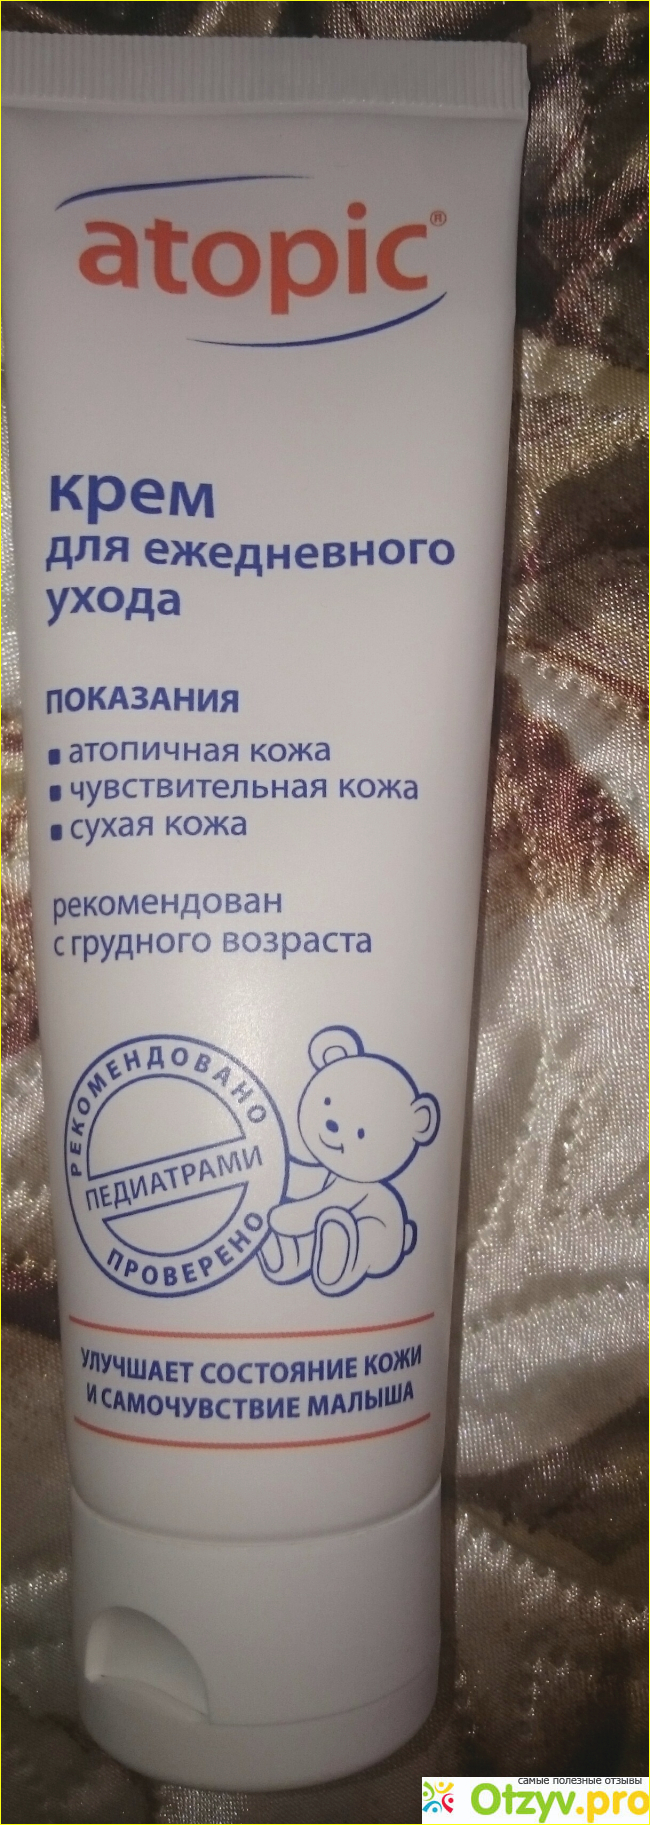 atopic®
крем
для ежедневного
ухода
ПОКАЗАНИЯ
▪ атопичная кожа
▪ чувствительная кожа
▪ сухая кожа
рекомендован
с грудного возраста
РЕКОМЕНДОВАНО
ПЕДИАТРАМИ
ПРОВЕРЕНО
УЛУЧШАЕТ СОСТОЯНИЕ КОЖИ
И САМОЧУВСТВИЕ МАЛЫША
самые полезные отзывы
Otzyv.pro